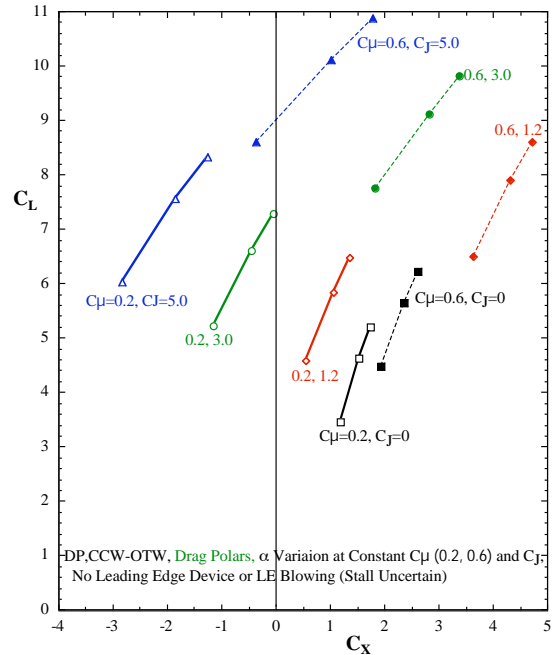 11
10
9
8
7
6
5
4
3
2
1
0
C_L
Cµ=0.6, C_J=5.0
0.6, 3.0
0.6, 1.2
Cµ=0.2, CJ=5.0
Cµ=0.6, C_J=0
0.2, 3.0
0.2, 1.2
Cµ=0.2, C_J=0
DP,CCW-OTW, Drag Polars, α Variaion at Constant Cµ (0.2, 0.6) and C_J,
No Leading Edge Device or LE Blowing (Stall Uncertain)
-4 -3 -2 -1 0 1 2 3 4 5
C_X